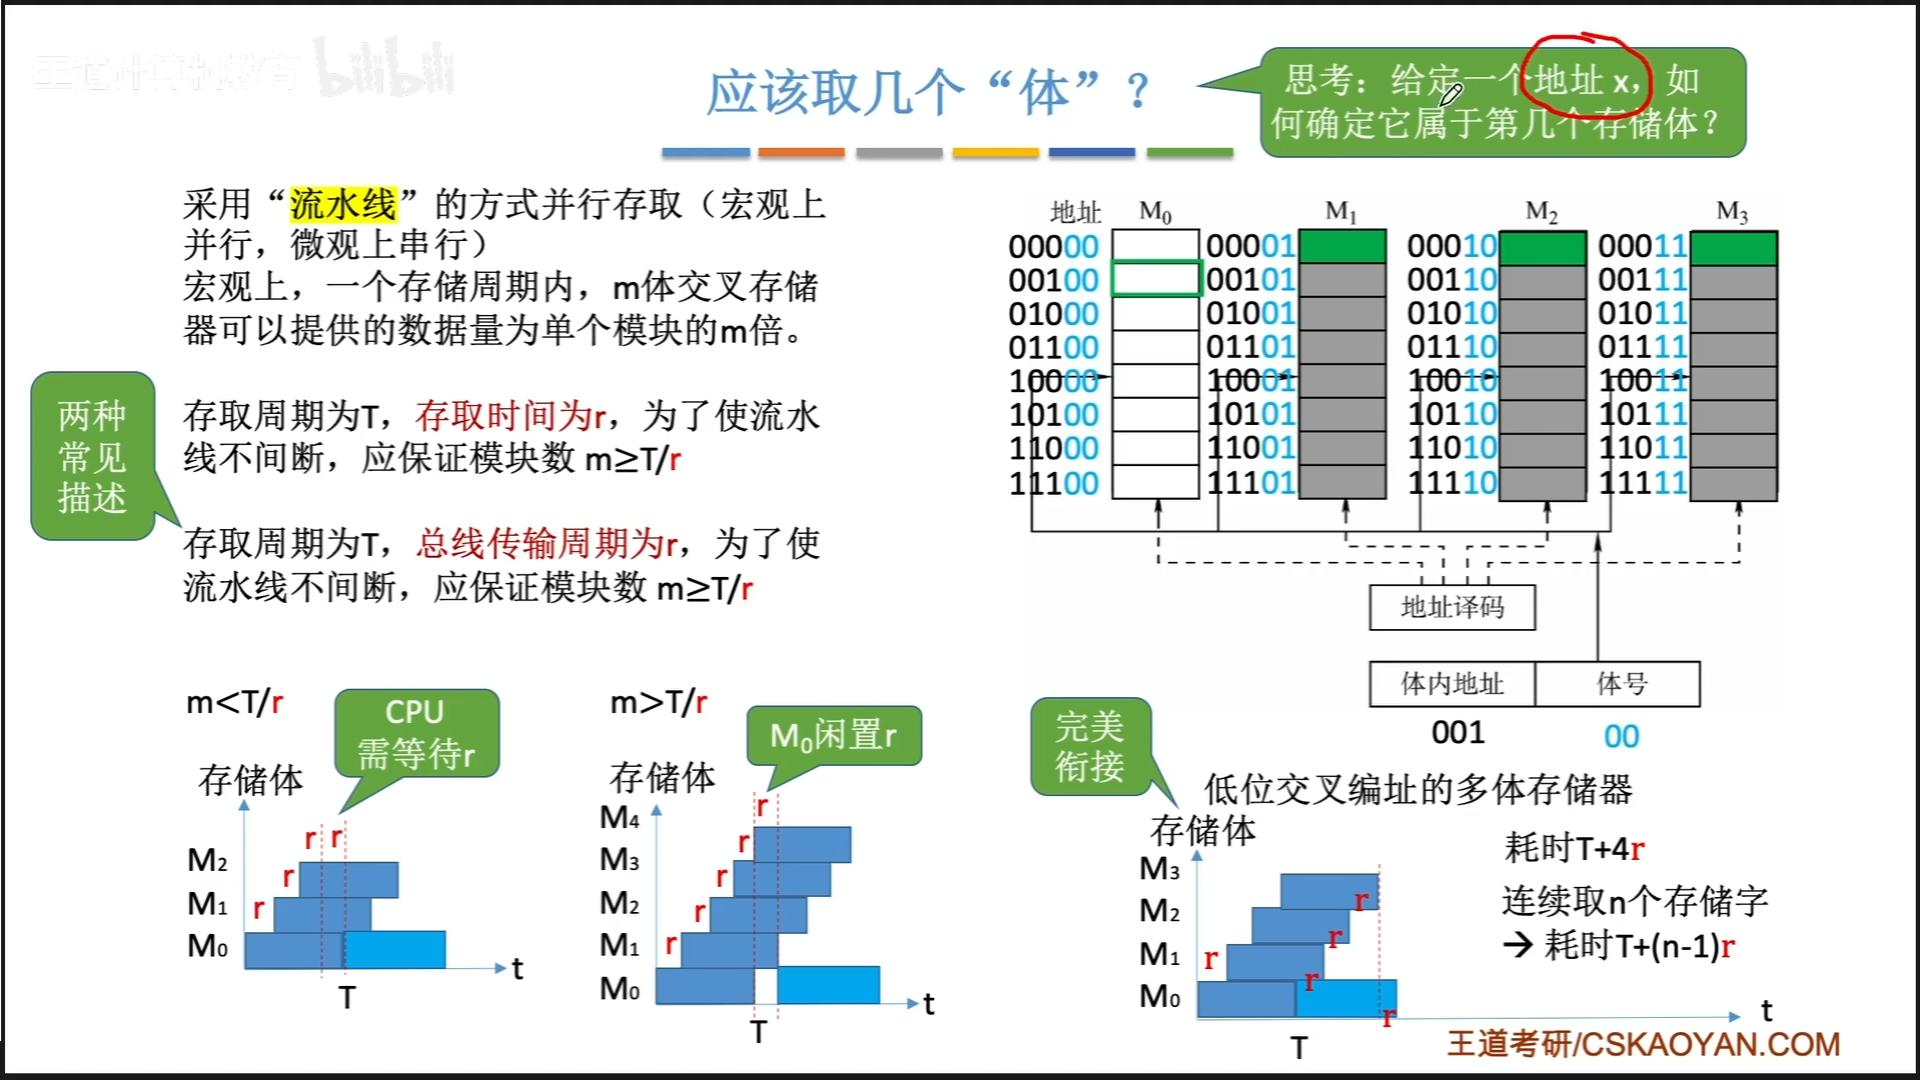 王道计算机教育 bilibili
应该取几个“体”？
思考：给定一个地址 x，如
何确定它属于第几个存储体？
采用“流水线”的方式并行存取（宏观上
并行，微观上串行）
宏观上，一个存储周期内，m体交叉存储
器可以提供的数据量为单个模块的m倍。
两种
常见
描述
存取周期为T，存取时间为r，为了使流水
线不间断，应保证模块数 m≥T/r
存取周期为T，总线传输周期为r，为了使
流水线不间断，应保证模块数 m≥T/r
地址 M0 M1 M2 M3
00000 00001 00010 00011
00100 00101 00110 00111
01000 01001 01010 01011
01100 01101 01110 01111
10000 10001 10010 10011
10100 10101 10110 10111
11000 11001 11010 11011
11100 11101 11110 11111
地址译码
体内地址 体号
001 00
低位交叉编址的多体存储器
m<T/r
CPU
需等待r
存储体
r r
M2 r
M1 r
M0
t
T
m>T/r
M0闲置r
存储体
r
M4 r
M3 r
M2 r
M1 r
M0
t
T
完美
衔接
存储体
M3 r
M2 r
M1 r r
M0 r
t
T
耗时T+4r
连续取n个存储字
→ 耗时T+(n-1)r
王道考研/CSKAOYAN.COM